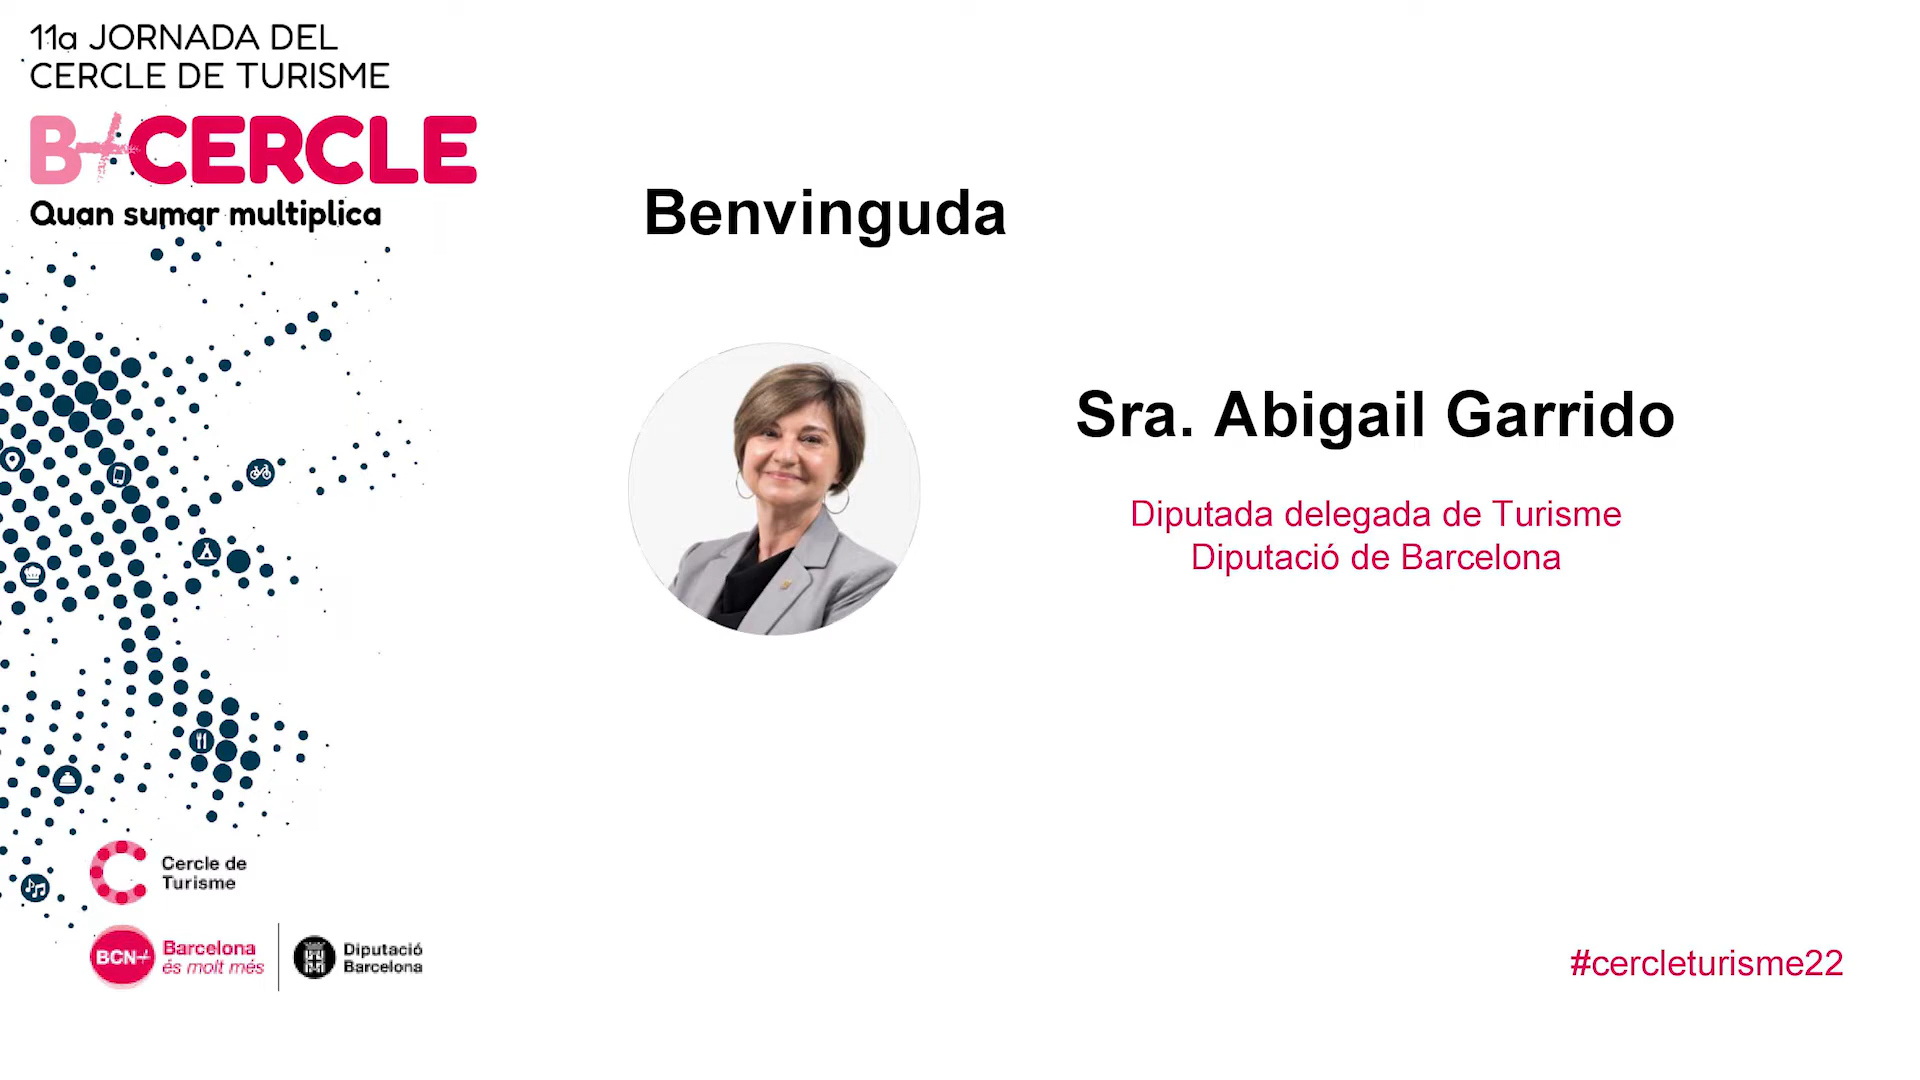 11a JORNADA DEL
CERCLE DE TURISME
B+CERCLE
Quan sumar multiplica
Benvinguda
Sra. Abigail Garrido
Diputada delegada de Turisme
Diputació de Barcelona
Cercle de
Turisme
BCN+
Barcelona
és molt més
Diputació
Barcelona
#cercleturisme22